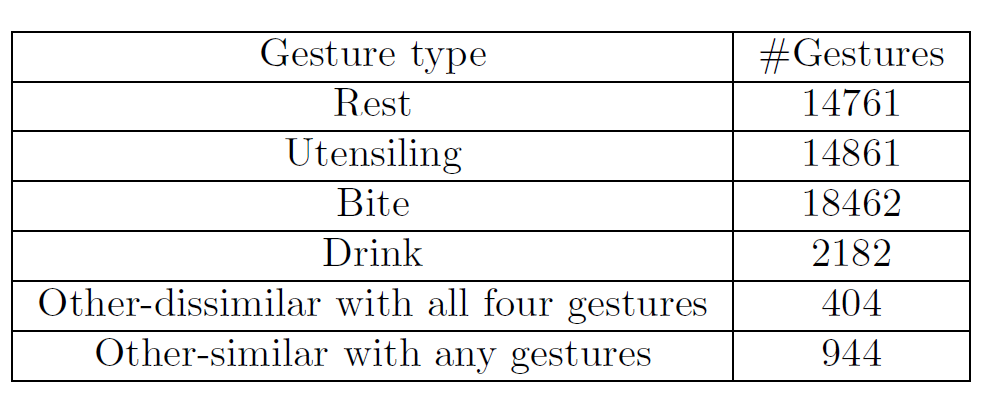 Gesture type #Gestures
Rest 14761
Utensiling 14861
Bite 18462
Drink 2182
Other-dissimilar with all four gestures 404
Other-similar with any gestures 944